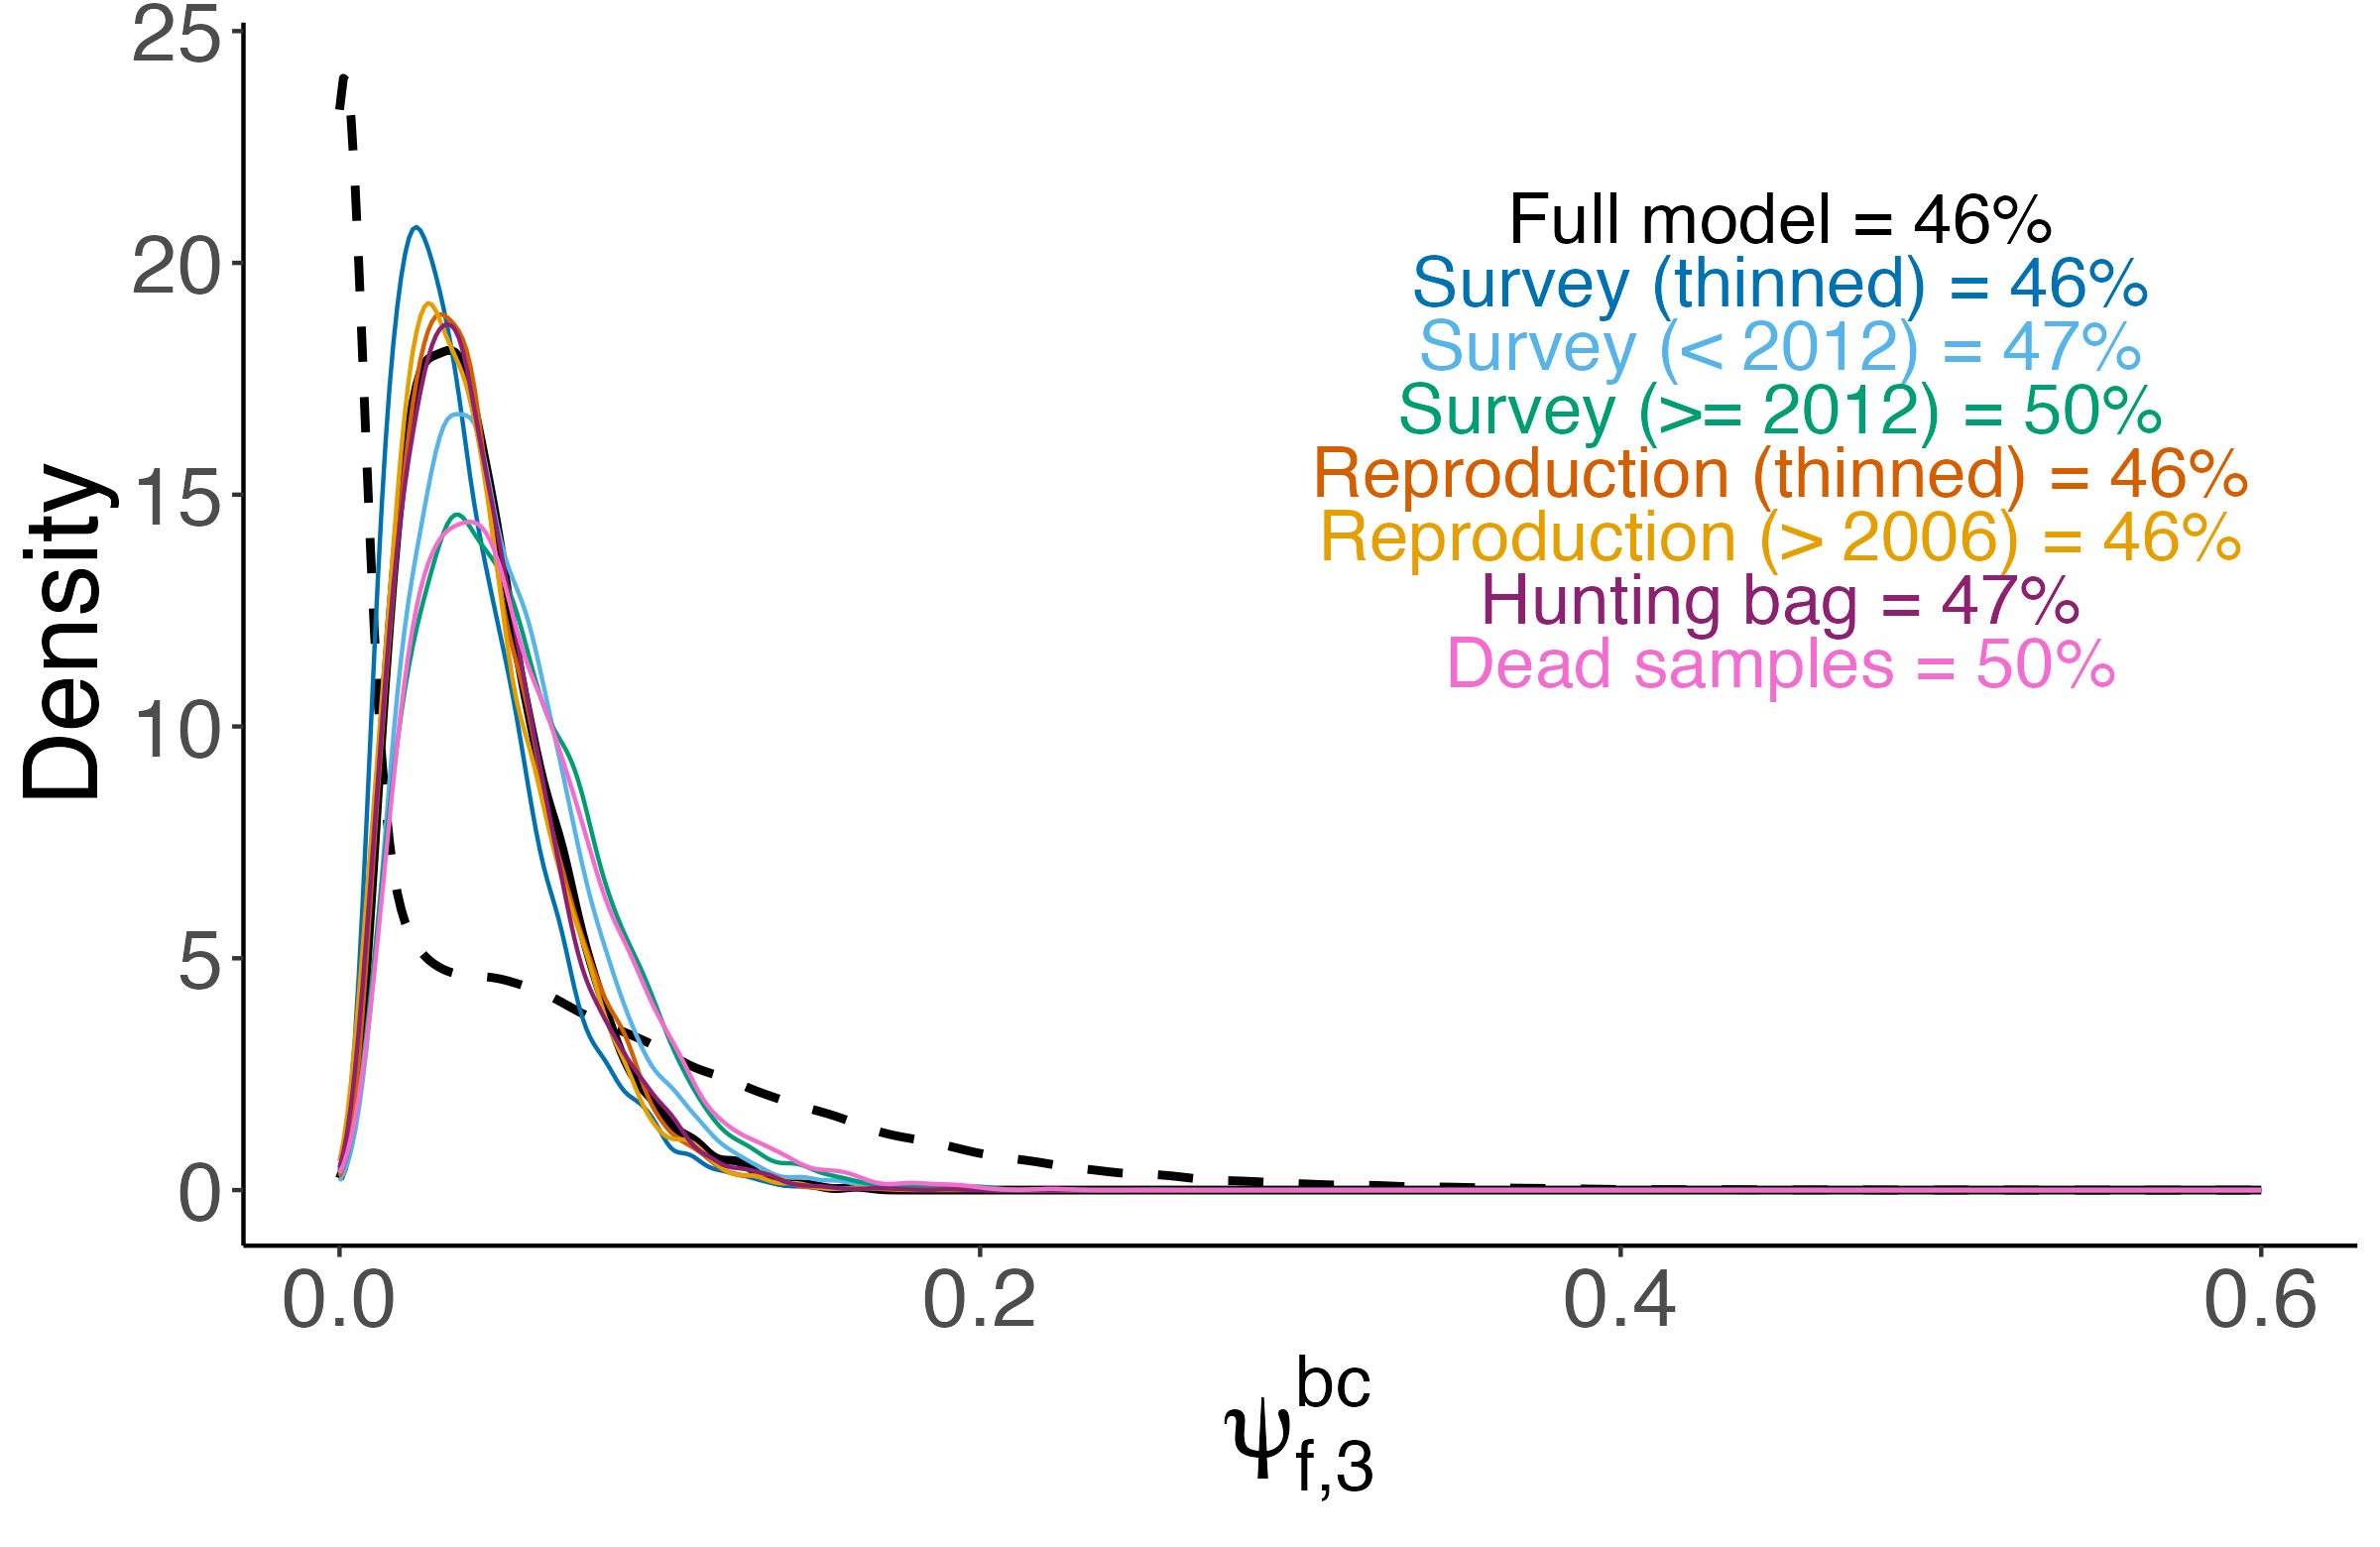 25
20
15
10
5
0
Density
Full model = 46%
Survey (thinned) = 46%
Survey (< 2012) = 47%
Survey (>= 2012) = 50%
Reproduction (thinned) = 46%
Reproduction (> 2006) = 46%
Hunting bag = 47%
Dead samples = 50%
0.0 0.2 0.4 0.6
ψ bc f,3